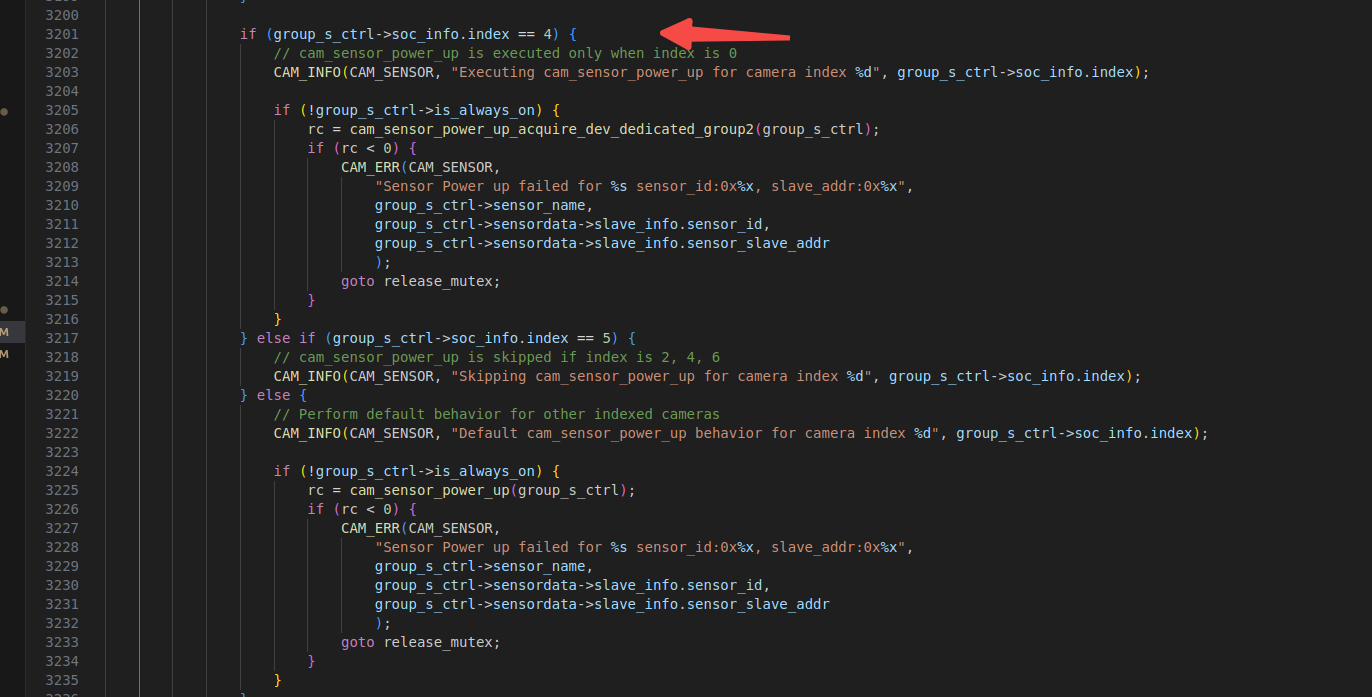 3200
3201 if (group_s_ctrl->soc_info.index == 4) {
3202 // cam_sensor_power_up is executed only when index is 0
3203 CAM_INFO(CAM_SENSOR, "Executing cam_sensor_power_up for camera index %d", group_s_ctrl->soc_info.index);
3204
3205 if (!group_s_ctrl->is_always_on) {
3206 rc = cam_sensor_power_up_acquire_dev_dedicated_group2(group_s_ctrl);
3207 if (rc < 0) {
3208 CAM_ERR(CAM_SENSOR,
3209 "Sensor Power up failed for %s sensor_id:0x%x, slave_addr:0x%x",
3210 group_s_ctrl->sensor_name,
3211 group_s_ctrl->sensordata->slave_info.sensor_id,
3212 group_s_ctrl->sensordata->slave_info.sensor_slave_addr
3213 );
3214 goto release_mutex;
3215 }
3216 }
M 3217 } else if (group_s_ctrl->soc_info.index == 5) {
M 3218 // cam_sensor_power_up is skipped if index is 2, 4, 6
3219 CAM_INFO(CAM_SENSOR, "Skipping cam_sensor_power_up for camera index %d", group_s_ctrl->soc_info.index);
3220 } else {
3221 // Perform default behavior for other indexed cameras
3222 CAM_INFO(CAM_SENSOR, "Default cam_sensor_power_up behavior for camera index %d", group_s_ctrl->soc_info.index);
3223
3224 if (!group_s_ctrl->is_always_on) {
3225 rc = cam_sensor_power_up(group_s_ctrl);
3226 if (rc < 0) {
3227 CAM_ERR(CAM_SENSOR,
3228 "Sensor Power up failed for %s sensor_id:0x%x, slave_addr:0x%x",
3229 group_s_ctrl->sensor_name,
3230 group_s_ctrl->sensordata->slave_info.sensor_id,
3231 group_s_ctrl->sensordata->slave_info.sensor_slave_addr
3232 );
3233 goto release_mutex;
3234 }
3235 }